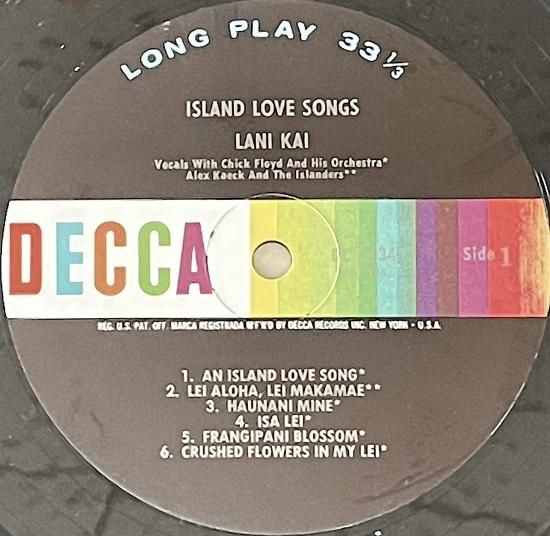 LONG PLAY 33 1/3
ISLAND LOVE SONGS
LANI KAI
Vocals With Chick Floyd And His Orchestra*
Alex Kaeck And The Islanders**
DECCA
Side 1
REG. U.S. PAT. OFF. MARCA REGISTRADA M'F'R'D BY DECCA RECORDS INC. NEW YORK • U.S.A.
1. AN ISLAND LOVE SONG*
2. LEI ALOHA, LEI MAKAMAE**
3. HAUNANI MINE*
4. ISA LEI*
5. FRANGIPANI BLOSSOM*
6. CRUSHED FLOWERS IN MY LEI*